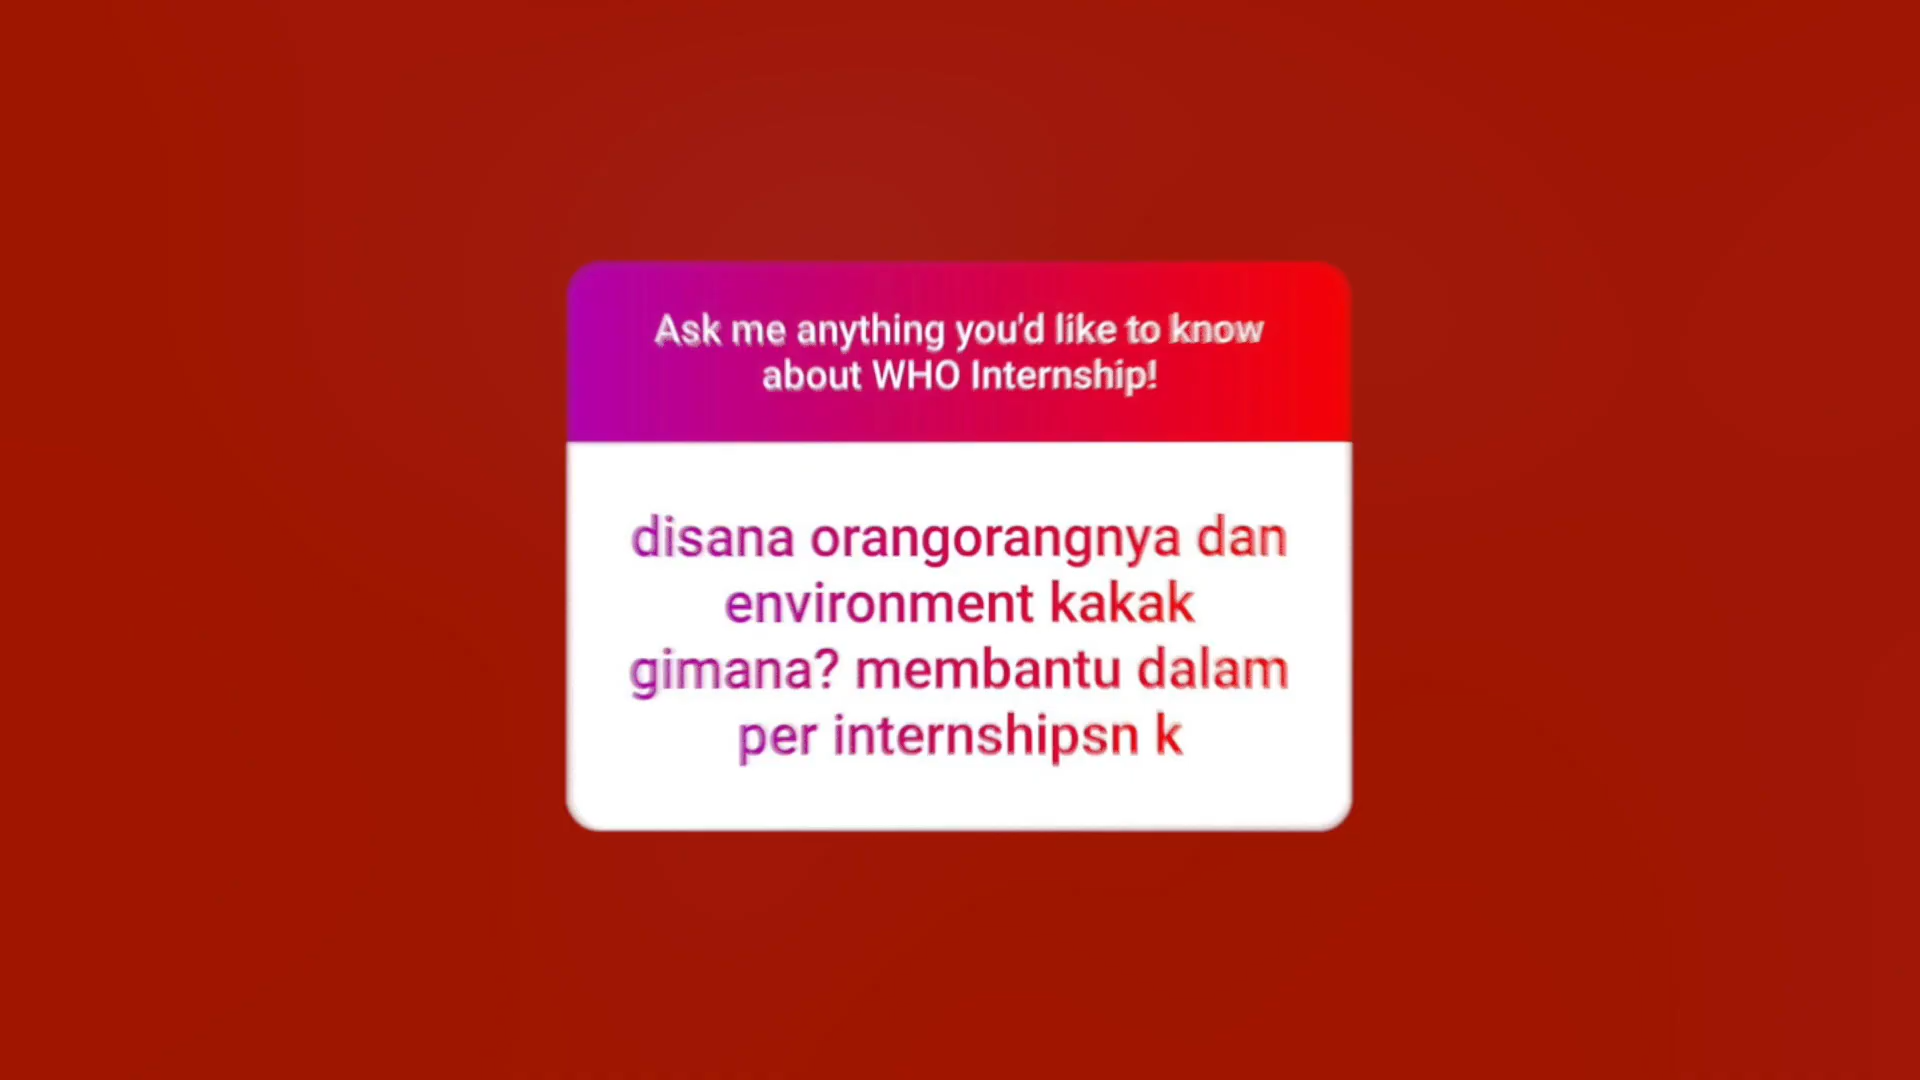 Ask me anything you'd like to know
about WHO Internship!
disana orangorangnya dan
environment kakak
gimana? membantu dalam
per internshipsn k